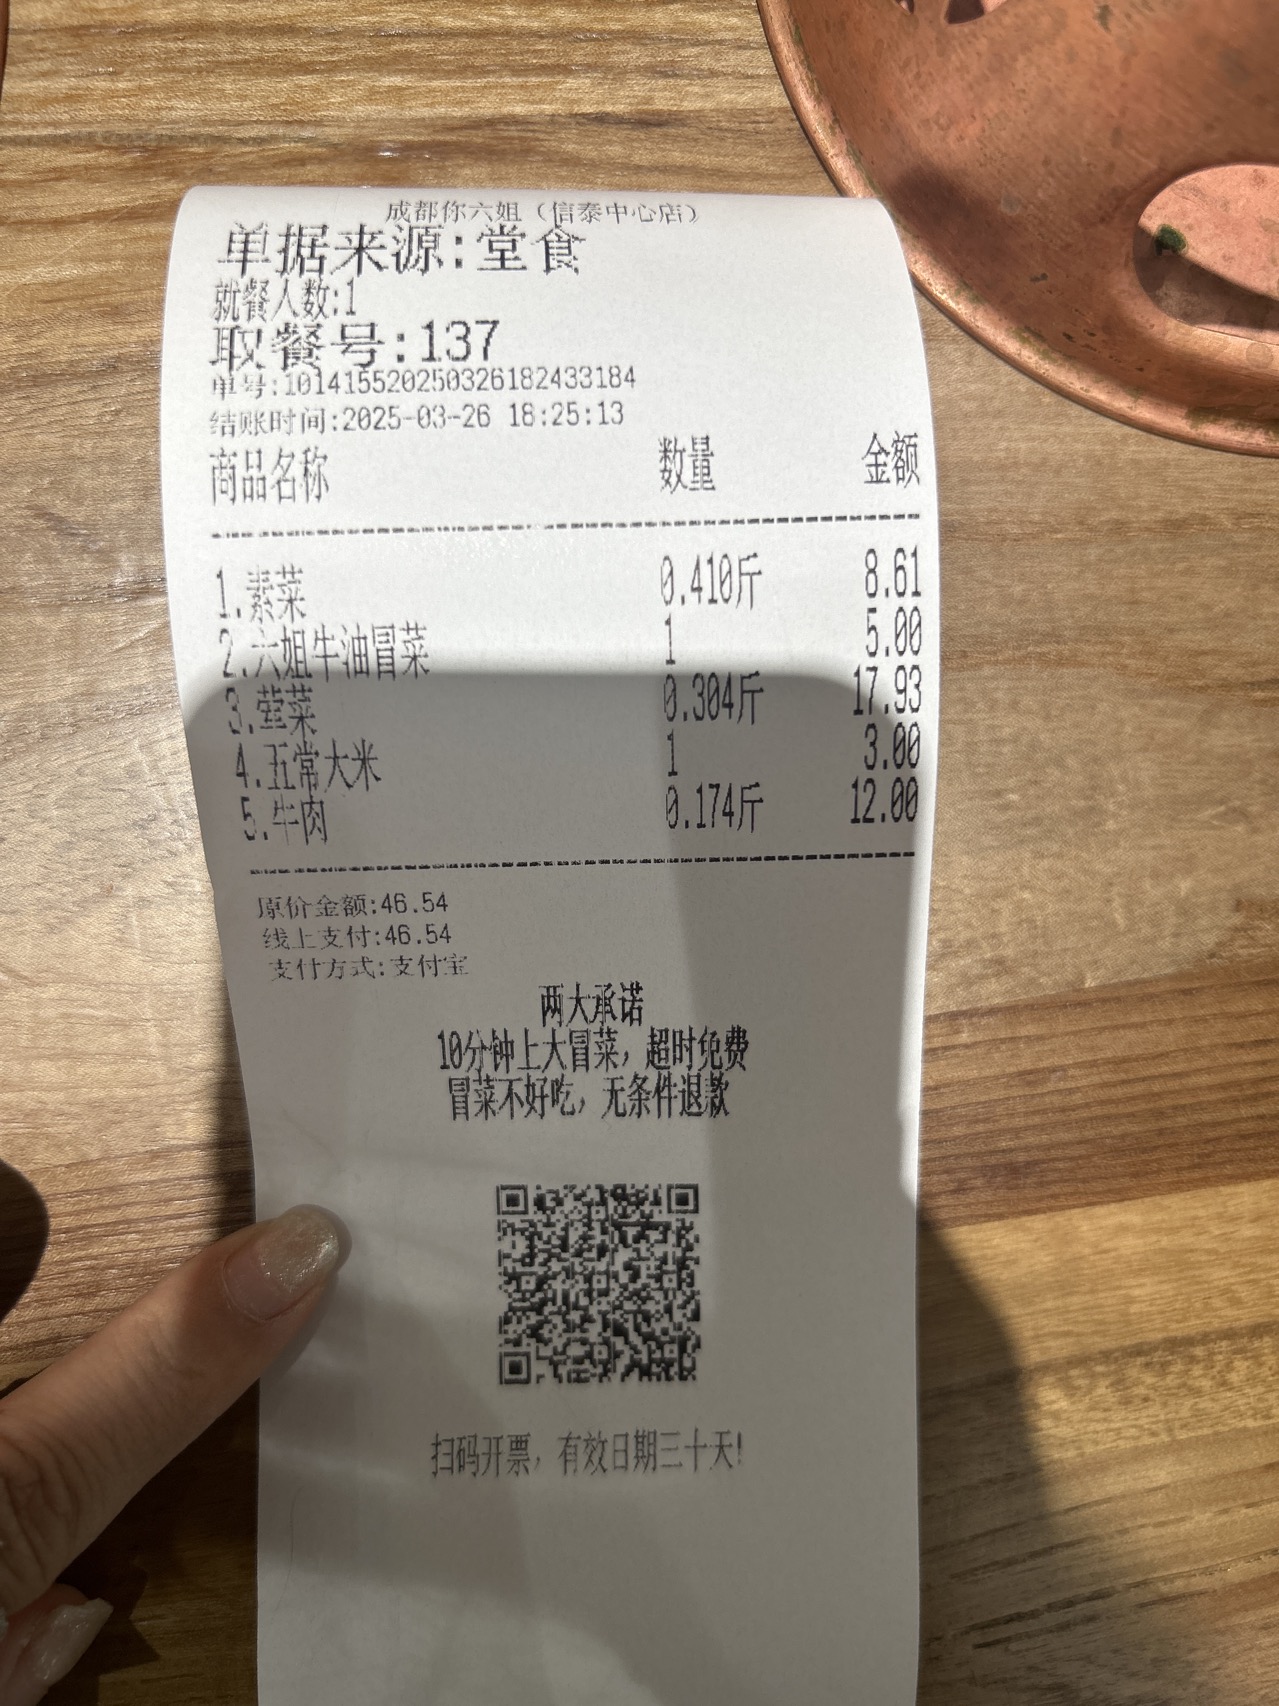 成都你六姐（信泰中心店）
单据来源:堂食
就餐人数:1
取餐号:137
单号:10141552025032618243​3184
结账时间:2025-03-26 18:25:13
商品名称 数量 金额
1.素菜 0.410斤 8.61
2.六姐牛油冒菜 1 5.00
3.荤菜 0.304斤 17.93
4.五常大米 1 3.00
5.牛肉 0.174斤 12.00
原价金额:46.54
线上支付:46.54
支付方式:支付宝
两大承诺
10分钟上大冒菜，超时免费
冒菜不好吃，无条件退款
扫码开票，有效日期三十天!